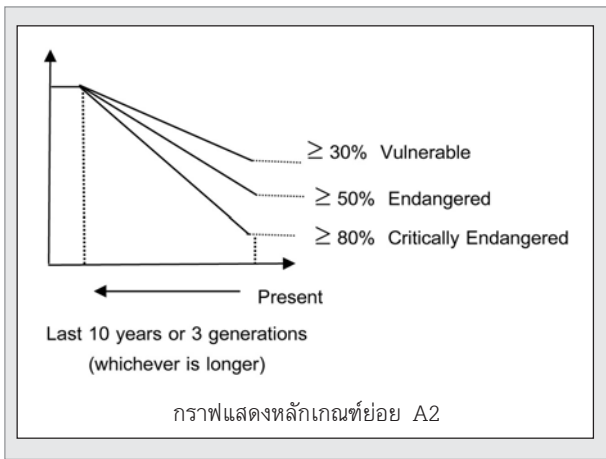 ≥ 30% Vulnerable
≥ 50% Endangered
≥ 80% Critically Endangered
Present
Last 10 years or 3 generations
(whichever is longer)
กราฟแสดงหลักเกณฑ์ย่อย A2